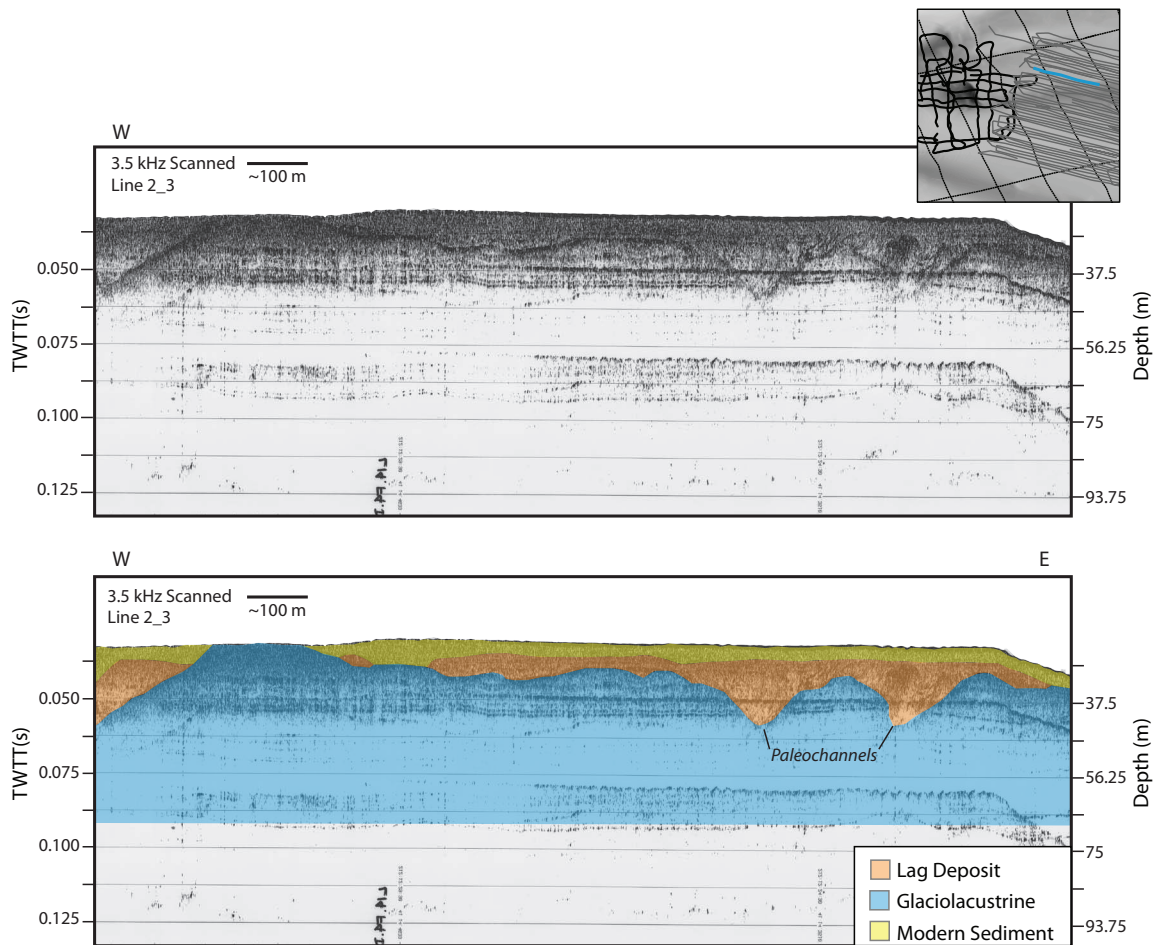 W
3.5 kHz Scanned
Line 2_3
~100 m
TWTT(s)
0.050
0.075
0.100
0.125
37.5
56.25
75
93.75
Depth (m)
W
E
3.5 kHz Scanned
Line 2_3
~100 m
TWTT(s)
0.050
0.075
0.100
0.125
37.5
56.25
75
93.75
Depth (m)
Paleochannels
Lag Deposit
Glaciolacustrine
Modern Sediment